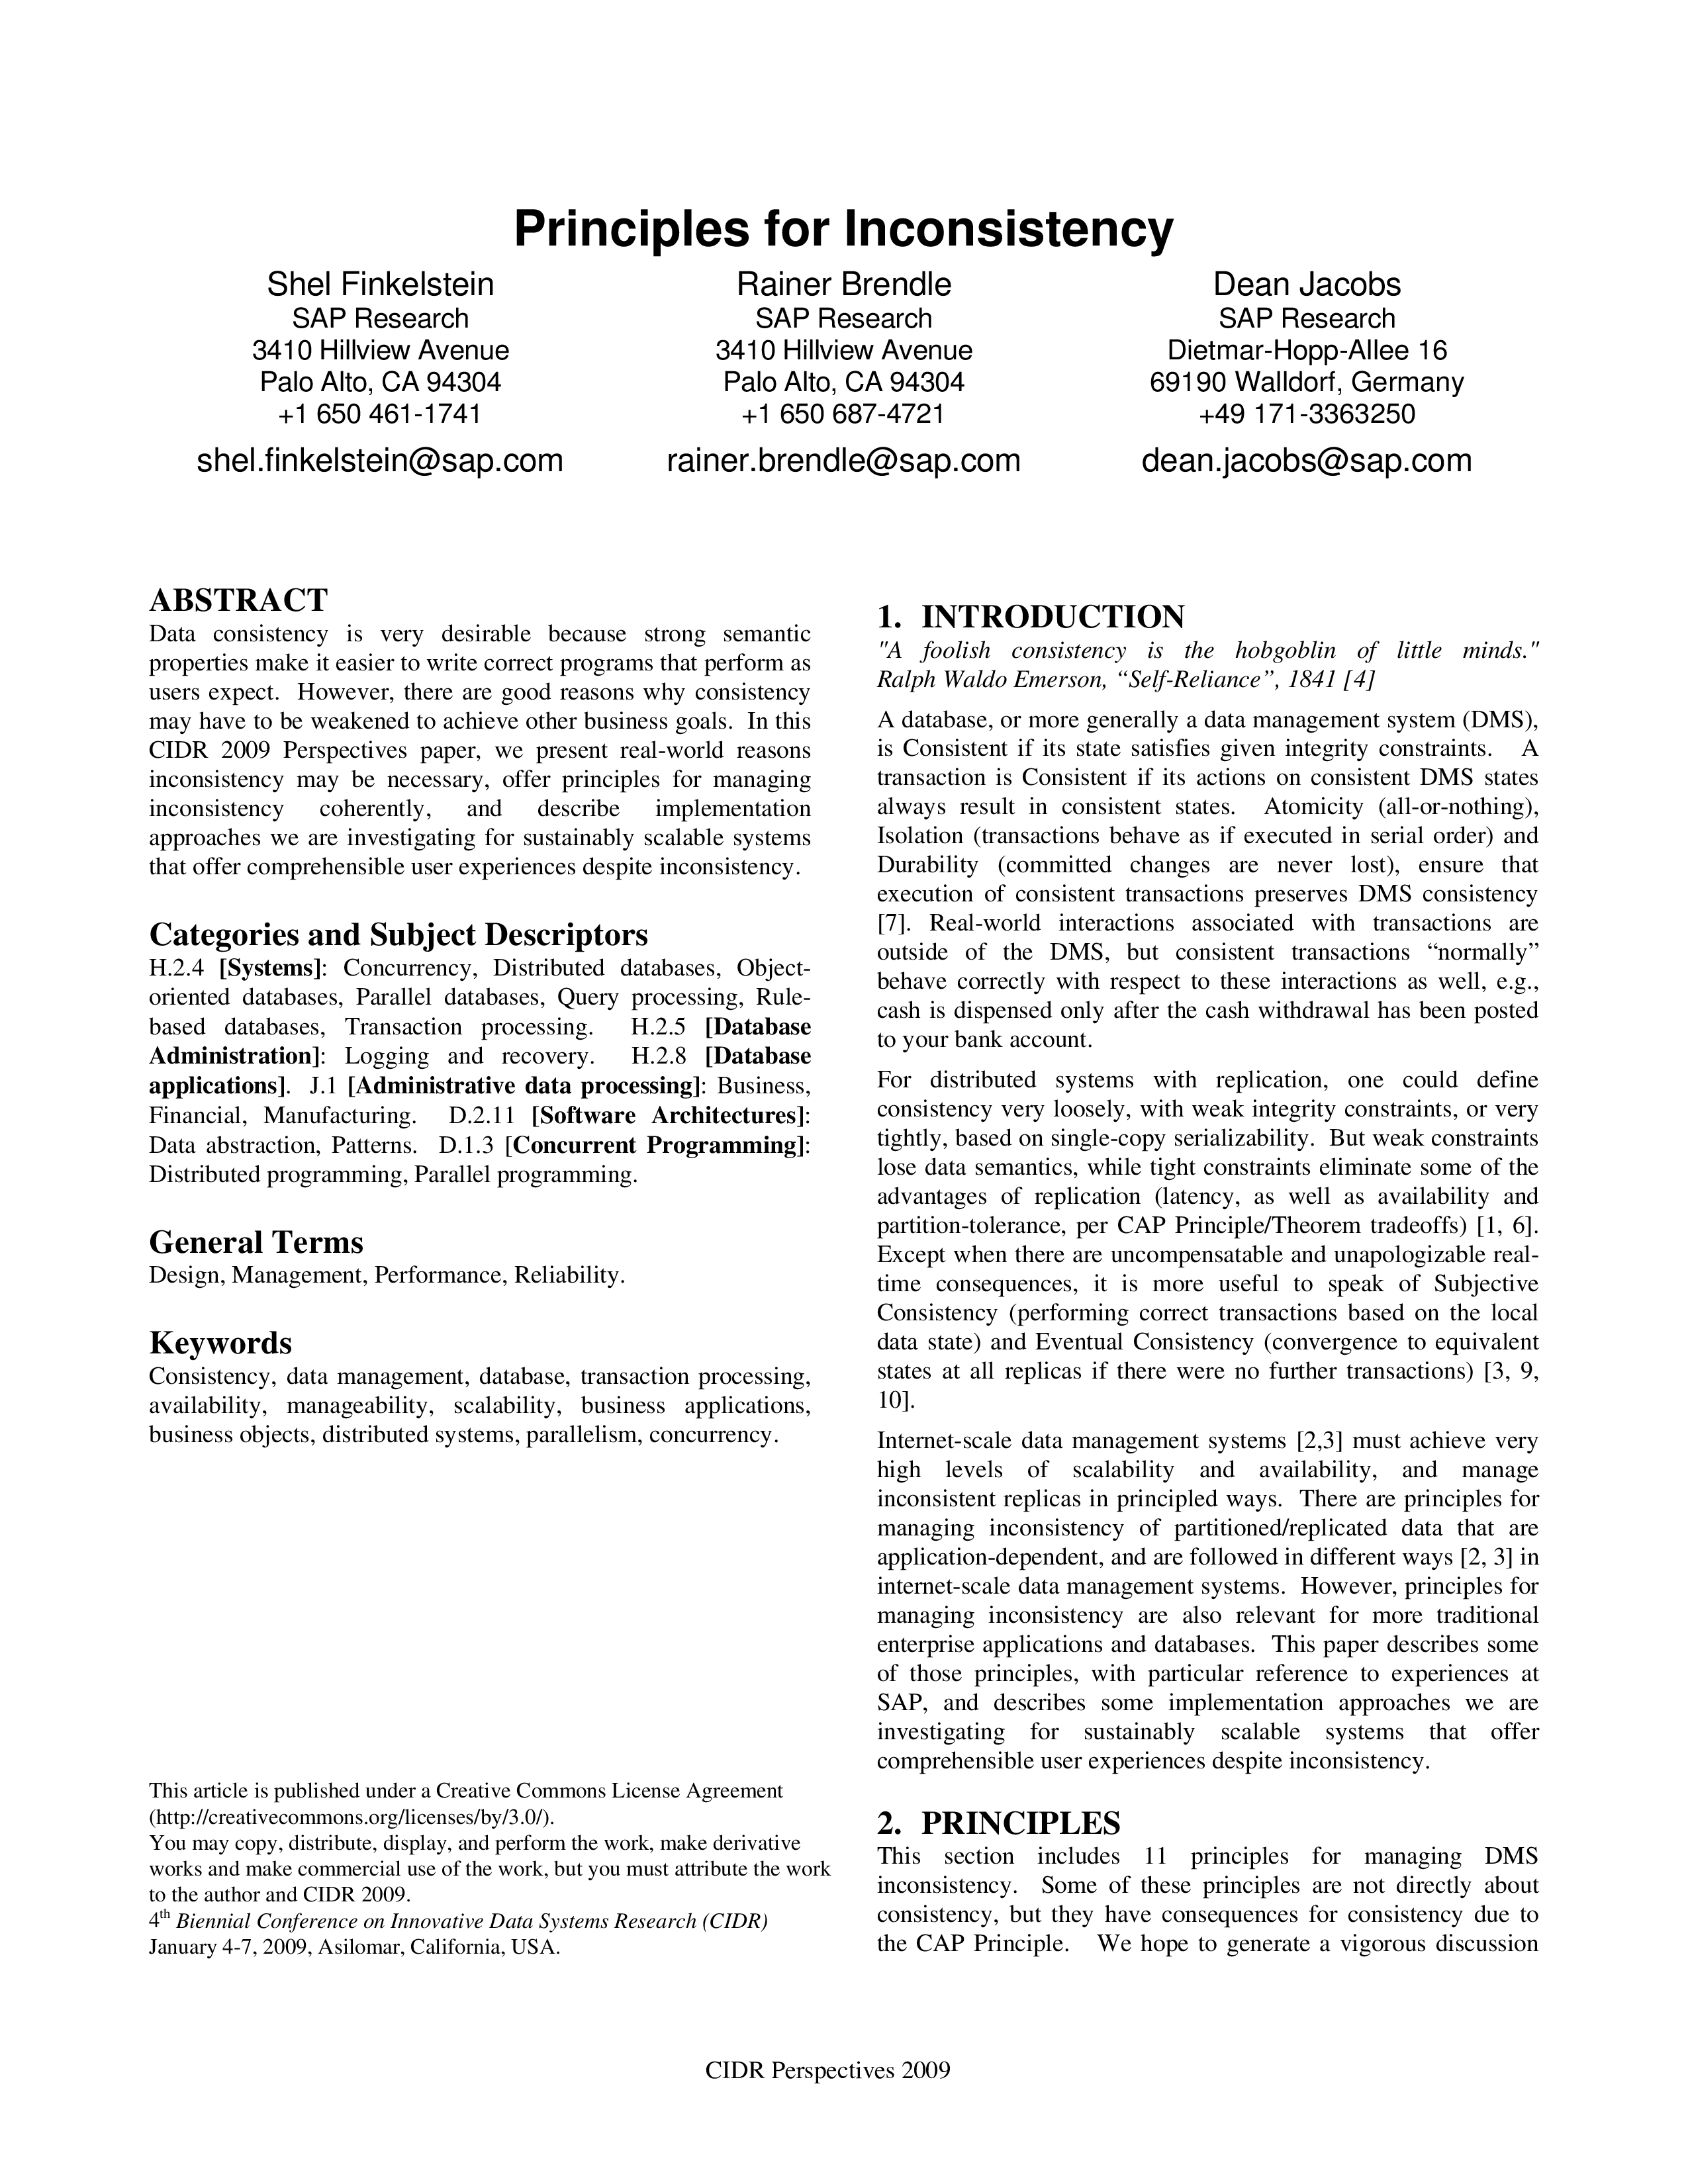 Principles for Inconsistency
Shel Finkelstein
SAP Research
3410 Hillview Avenue
Palo Alto, CA 94304
+1 650 461-1741
shel.finkelstein@sap.com
Rainer Brendle
SAP Research
3410 Hillview Avenue
Palo Alto, CA 94304
+1 650 687-4721
rainer.brendle@sap.com
Dean Jacobs
SAP Research
Dietmar-Hopp-Allee 16
69190 Walldorf, Germany
+49 171-3363250
dean.jacobs@sap.com
ABSTRACT
Data consistency is very desirable because strong semantic
properties make it easier to write correct programs that perform as
users expect. However, there are good reasons why consistency
may have to be weakened to achieve other business goals. In this
CIDR 2009 Perspectives paper, we present real-world reasons
inconsistency may be necessary, offer principles for managing
inconsistency coherently, and describe implementation
approaches we are investigating for sustainably scalable systems
that offer comprehensible user experiences despite inconsistency.
Categories and Subject Descriptors
H.2.4 [Systems]: Concurrency, Distributed databases, Object-
oriented databases, Parallel databases, Query processing, Rule-
based databases, Transaction processing. H.2.5 [Database
Administration]: Logging and recovery. H.2.8 [Database
applications]. J.1 [Administrative data processing]: Business,
Financial, Manufacturing. D.2.11 [Software Architectures]:
Data abstraction, Patterns. D.1.3 [Concurrent Programming]:
Distributed programming, Parallel programming.
General Terms
Design, Management, Performance, Reliability.
Keywords
Consistency, data management, database, transaction processing,
availability, manageability, scalability, business applications,
business objects, distributed systems, parallelism, concurrency.
This article is published under a Creative Commons License Agreement
(http://creativecommons.org/licenses/by/3.0/).
You may copy, distribute, display, and perform the work, make derivative
works and make commercial use of the work, but you must attribute the work
to the author and CIDR 2009.
4th Biennial Conference on Innovative Data Systems Research (CIDR)
January 4-7, 2009, Asilomar, California, USA.
1. INTRODUCTION
"A foolish consistency is the hobgoblin of little minds."
Ralph Waldo Emerson, “Self-Reliance”, 1841 [4]
A database, or more generally a data management system (DMS),
is Consistent if its state satisfies given integrity constraints. A
transaction is Consistent if its actions on consistent DMS states
always result in consistent states. Atomicity (all-or-nothing),
Isolation (transactions behave as if executed in serial order) and
Durability (committed changes are never lost), ensure that
execution of consistent transactions preserves DMS consistency
[7]. Real-world interactions associated with transactions are
outside of the DMS, but consistent transactions “normally”
behave correctly with respect to these interactions as well, e.g.,
cash is dispensed only after the cash withdrawal has been posted
to your bank account.
For distributed systems with replication, one could define
consistency very loosely, with weak integrity constraints, or very
tightly, based on single-copy serializability. But weak constraints
lose data semantics, while tight constraints eliminate some of the
advantages of replication (latency, as well as availability and
partition-tolerance, per CAP Principle/Theorem tradeoffs) [1, 6].
Except when there are uncompensatable and unapologizable real-
time consequences, it is more useful to speak of Subjective
Consistency (performing correct transactions based on the local
data state) and Eventual Consistency (convergence to equivalent
states at all replicas if there were no further transactions) [3, 9,
10].
Internet-scale data management systems [2,3] must achieve very
high levels of scalability and availability, and manage
inconsistent replicas in principled ways. There are principles for
managing inconsistency of partitioned/replicated data that are
application-dependent, and are followed in different ways [2, 3] in
internet-scale data management systems. However, principles for
managing inconsistency are also relevant for more traditional
enterprise applications and databases. This paper describes some
of those principles, with particular reference to experiences at
SAP, and describes some implementation approaches we are
investigating for sustainably scalable systems that offer
comprehensible user experiences despite inconsistency.
2. PRINCIPLES
This section includes 11 principles for managing DMS
inconsistency. Some of these principles are not directly about
consistency, but they have consequences for consistency due to
the CAP Principle. We hope to generate a vigorous discussion
CIDR Perspectives 2009